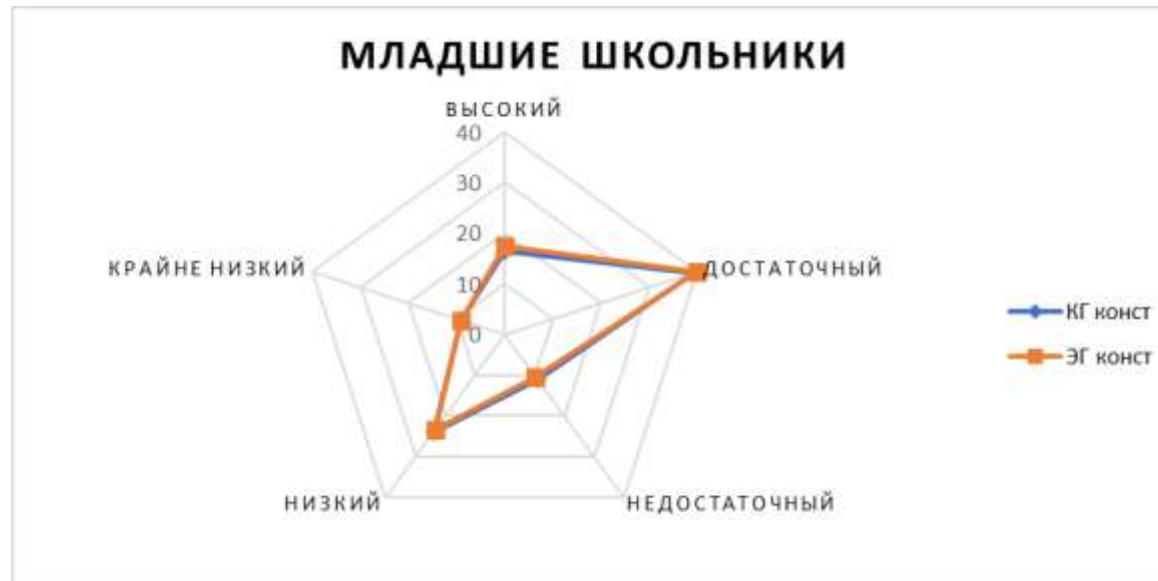 МЛАДШИЕ ШКОЛЬНИКИ
ВЫСОКИЙ
40
30
20
10
0
КРАЙНЕ НИЗКИЙ
ДОСТАТОЧНЫЙ
КГ конст
ЭГ конст
НИЗКИЙ
НЕДОСТАТОЧНЫЙ